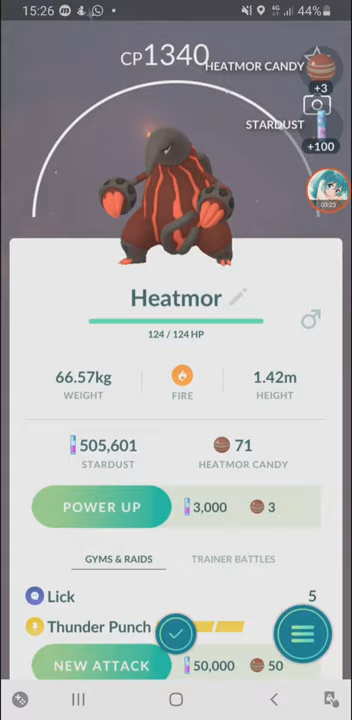 15:26 44%
CP1340
HEATMOR CANDY
+3
STARDUST
+100
00:23
Heatmor
124 / 124 HP
66.57kg
WEIGHT
FIRE
1.42m
HEIGHT
505,601
STARDUST
71
HEATMOR CANDY
POWER UP 3,000 3
GYMS & RAIDS TRAINER BATTLES
Lick 5
Thunder Punch
NEW ATTACK 50,000 50